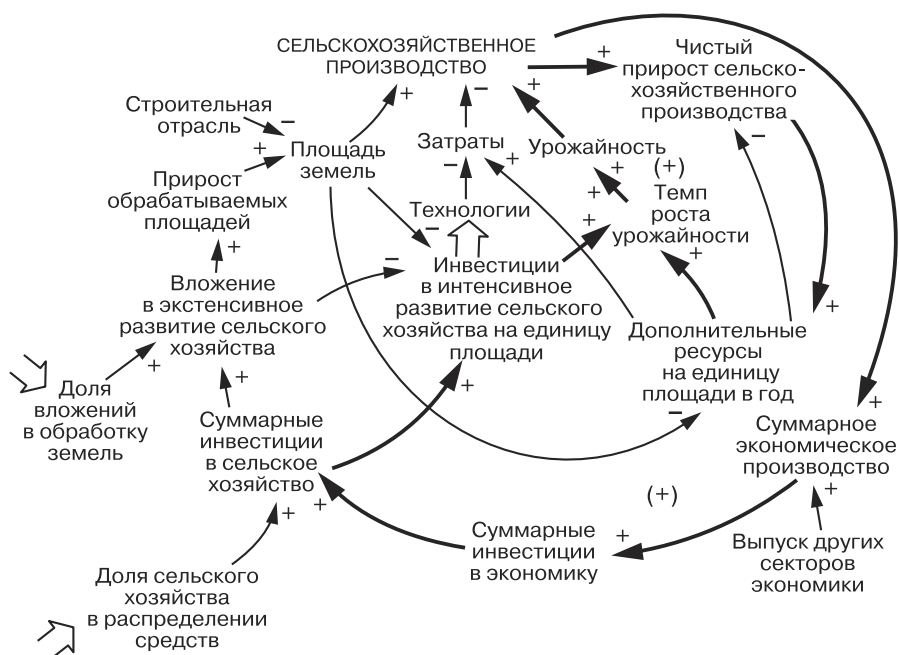 СЕЛЬСКОХОЗЯЙСТВЕННОЕ
ПРОИЗВОДСТВО
+
Чистый
прирост сельско-
хозяйственного
производства
Строительная
отрасль
–
+
–
+
Затраты
–
+
Урожайность
–
+
(+)
+
Площадь
земель
+
Прирост
обрабатываемых
площадей
+
Технологии
–
+
Темп
роста
урожайности
+
Вложение
в экстенсивное
развитие сельского
хозяйства
–
Инвестиции
в интенсивное
развитие сельского
хозяйства на единицу
площади
+
+
Дополнительные
ресурсы
на единицу
площади в год
–
+
+
Доля
вложений
в обработку
земель
+
Суммарные
инвестиции
в сельское
хозяйство
+
+
Суммарное
экономическое
производство
+
(+)
+
Суммарные
инвестиции
в экономику
Выпуск других
секторов
экономики
Доля сельского
хозяйства
в распределении
средств